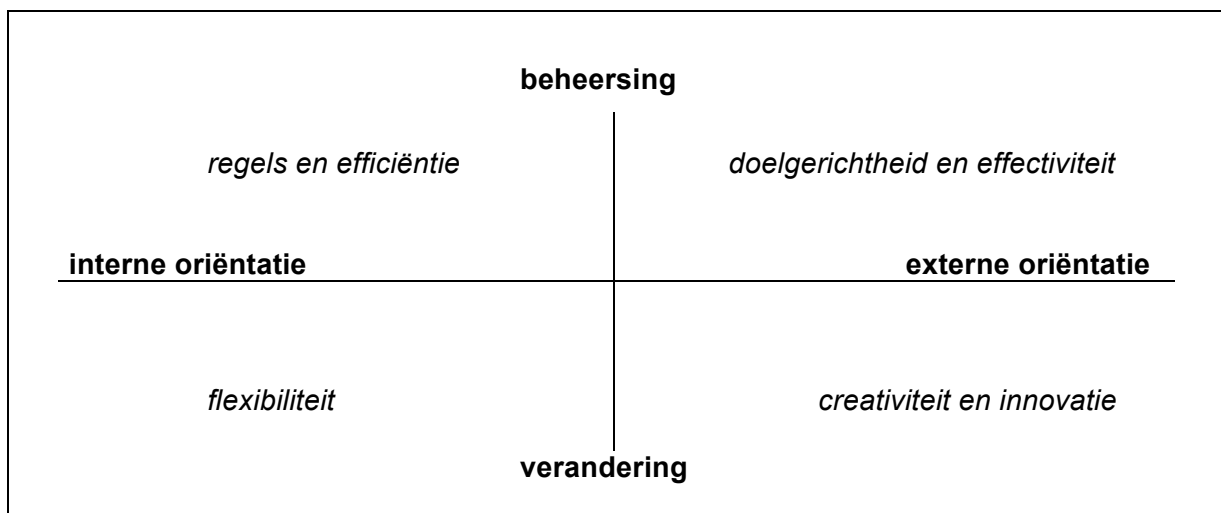 beheersing
regels en efficiëntie
doelgerichtheid en effectiviteit
interne oriëntatie
externe oriëntatie
flexibiliteit
creativiteit en innovatie
verandering